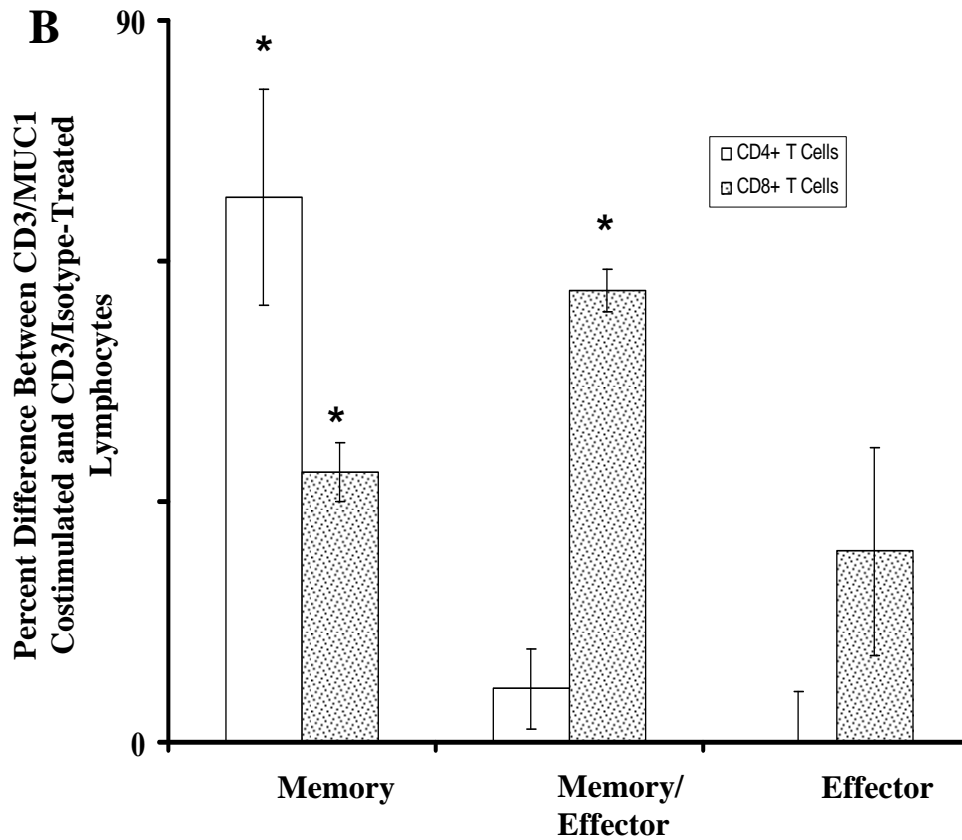 B
90
*
*
*
Percent Difference Between CD3/MUC1
Costimulated and CD3/Isotype-Treated
Lymphocytes
CD4+ T Cells
CD8+ T Cells
0
Memory
Memory/
Effector
Effector